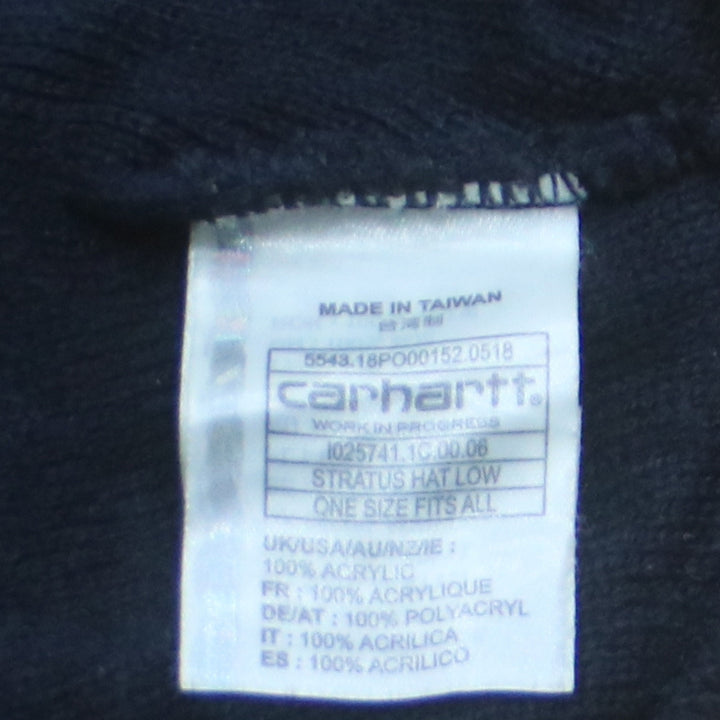 MADE IN TAIWAN
台灣製
5543.18PO00152.0518
carhartt®
WORK IN PROGRESS
I025741.1C.00.06
STRATUS HAT LOW
ONE SIZE FITS ALL
UK/USA/AU/NZ/IE :
100% ACRYLIC
FR : 100% ACRYLIQUE
DE/AT : 100% POLYACRYL
IT : 100% ACRILICA
ES : 100% ACRILICO